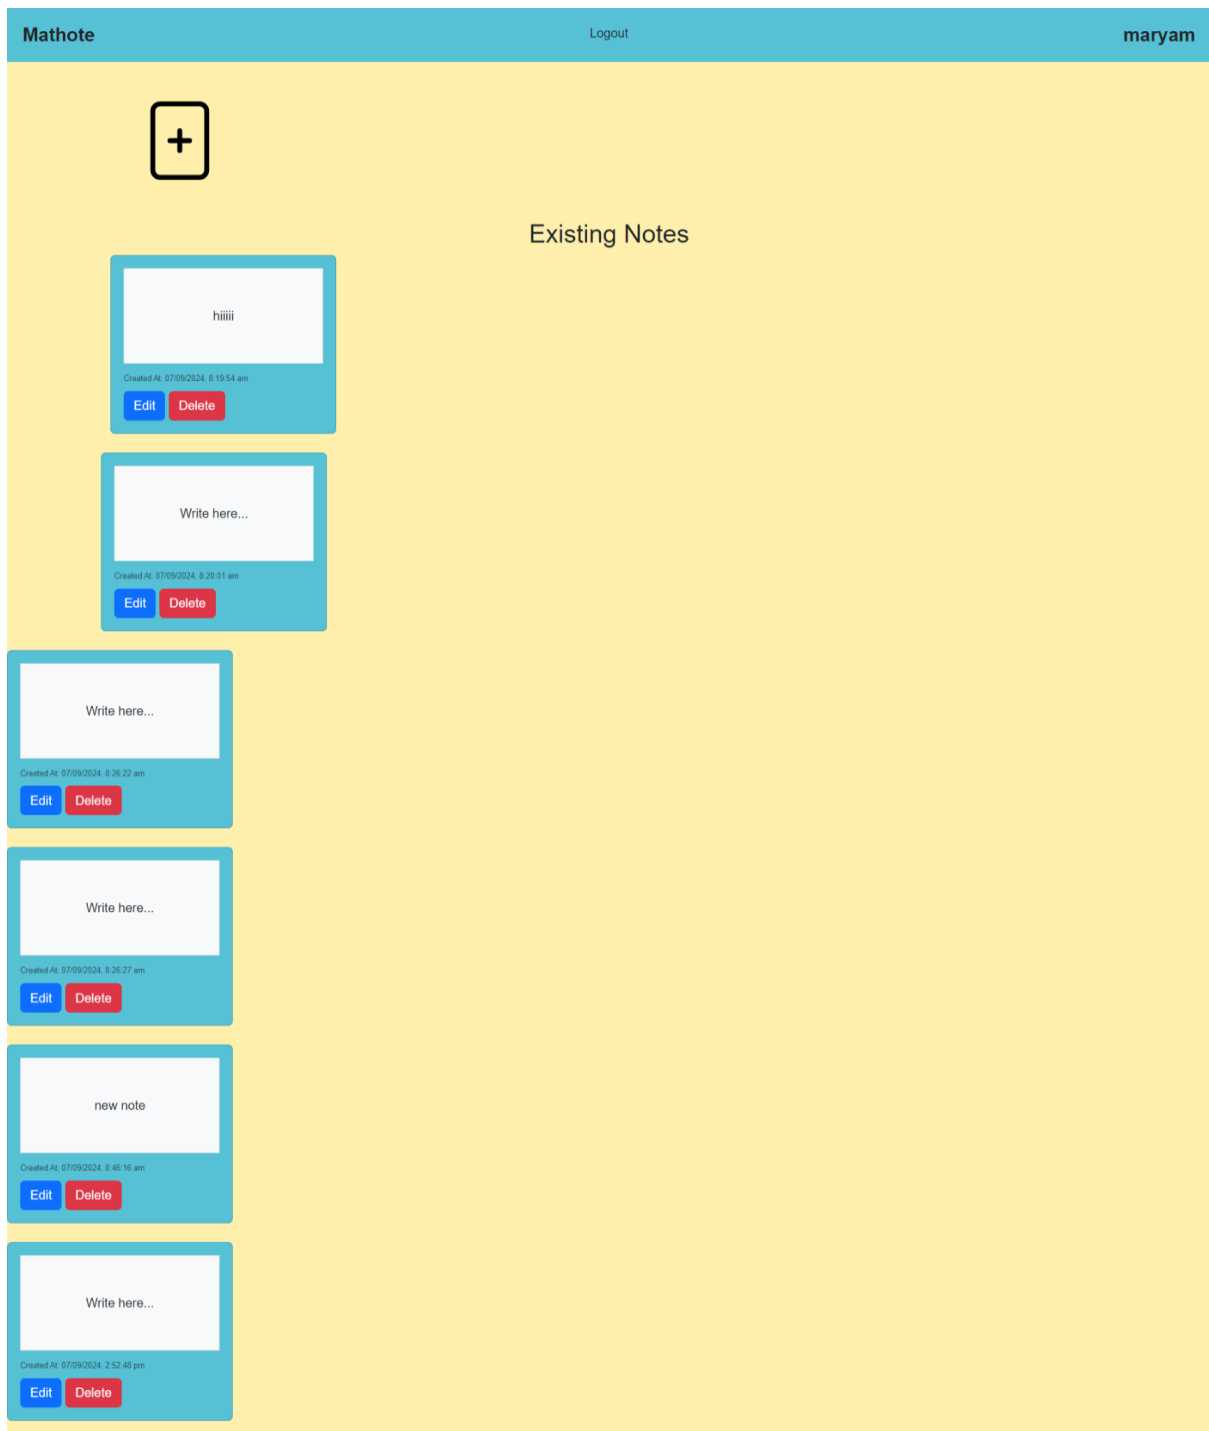 Mathote
Logout
maryam
Existing Notes
hiiiii
Created At: 07/09/2024, 8:19:54 am
Edit Delete
Write here...
Created At: 07/09/2024, 8:20:01 am
Edit Delete
Write here...
Created At: 07/09/2024, 8:26:22 am
Edit Delete
Write here...
Created At: 07/09/2024, 8:26:27 am
Edit Delete
new note
Created At: 07/09/2024, 8:46:16 am
Edit Delete
Write here...
Created At: 07/09/2024, 2:52:48 pm
Edit Delete